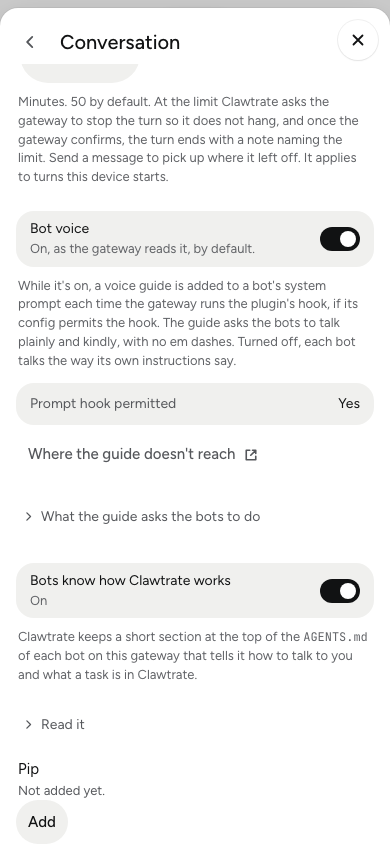 Conversation
Minutes. 50 by default. At the limit Clawtrate asks the
gateway to stop the turn so it does not hang, and once the
gateway confirms, the turn ends with a note naming the
limit. Send a message to pick up where it left off. It applies
to turns this device starts.
Bot voice
On, as the gateway reads it, by default.
While it's on, a voice guide is added to a bot's system
prompt each time the gateway runs the plugin's hook, if its
config permits the hook. The guide asks the bots to talk
plainly and kindly, with no em dashes. Turned off, each bot
talks the way its own instructions say.
Prompt hook permitted Yes
Where the guide doesn't reach
What the guide asks the bots to do
Bots know how Clawtrate works
On
Clawtrate keeps a short section at the top of the AGENTS.md
of each bot on this gateway that tells it how to talk to you
and what a task is in Clawtrate.
Read it
Pip
Not added yet.
Add